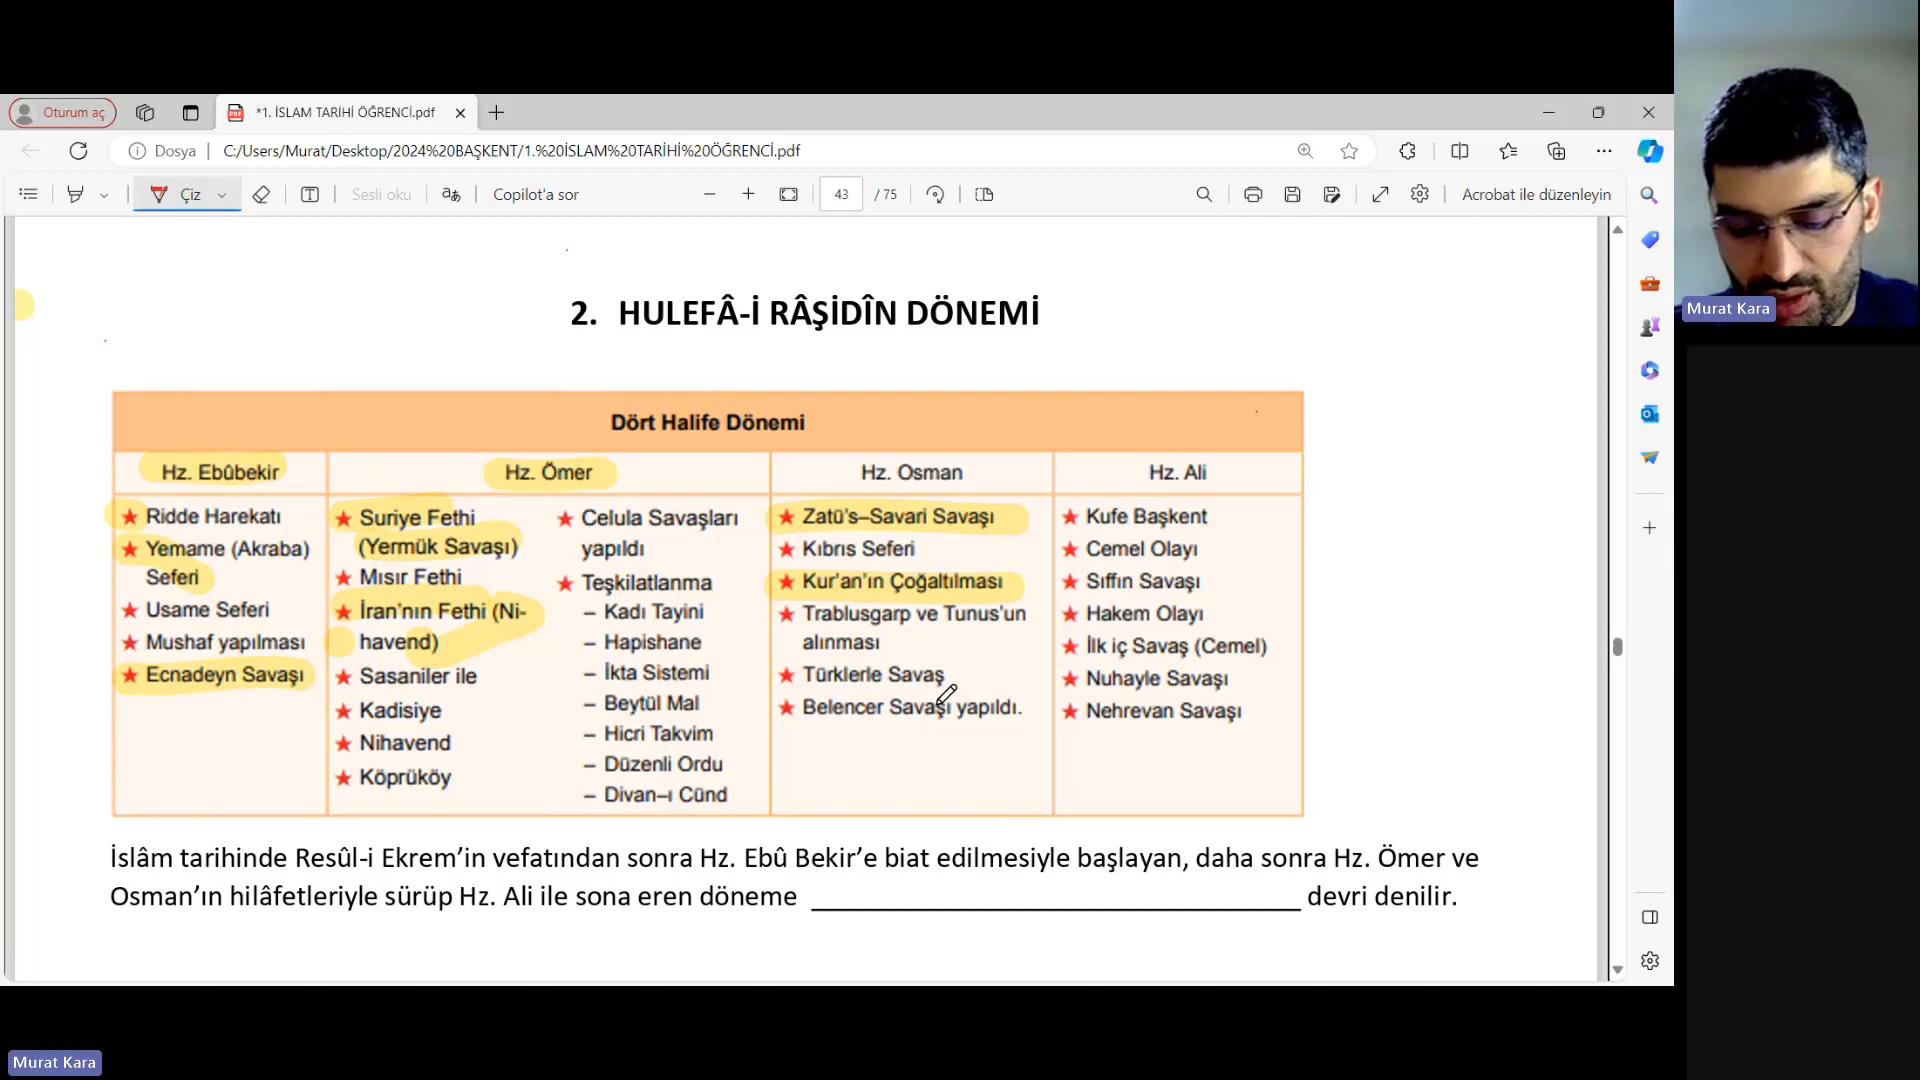 Oturum aç
*1. İSLAM TARİHİ ÖĞRENCİ.pdf
Dosya
C:/Users/Murat/Desktop/2024%20BAŞKENT/1.%20İSLAM%20TARİHİ%20ÖĞRENCİ.pdf
Çiz
Sesli oku
aあ
Copilot'a sor
43 / 75
Acrobat ile düzenleyin
2. HULEFÂ-İ RÂŞİDÎN DÖNEMİ
Dört Halife Dönemi
Hz. Ebûbekir
Ridde Harekatı
Yemame (Akraba)
Seferi
Usame Seferi
Mushaf yapılması
Ecnadeyn Savaşı
Hz. Ömer
Suriye Fethi
(Yermük Savaşı)
Mısır Fethi
İran’nın Fethi (Ni-
havend)
Sasaniler ile
Kadisiye
Nihavend
Köprüköy
Celula Savaşları
yapıldı
Teşkilatlanma
– Kadı Tayini
– Hapishane
– İkta Sistemi
– Beytül Mal
– Hicri Takvim
– Düzenli Ordu
– Divan–ı Cünd
Hz. Osman
Zatü’s–Savari Savaşı
Kıbrıs Seferi
Kur’an’ın Çoğaltılması
Trablusgarp ve Tunus’un
alınması
Türklerle Savaş
Belencer Savaşı yapıldı.
Hz. Ali
Kufe Başkent
Cemel Olayı
Sıffin Savaşı
Hakem Olayı
İlk iç Savaş (Cemel)
Nuhayle Savaşı
Nehrevan Savaşı
İslâm tarihinde Resûl-i Ekrem’in vefatından sonra Hz. Ebû Bekir’e biat edilmesiyle başlayan, daha sonra Hz. Ömer ve
Osman’ın hilâfetleriyle sürüp Hz. Ali ile sona eren döneme ______ devri denilir.
Murat Kara
Murat Kara